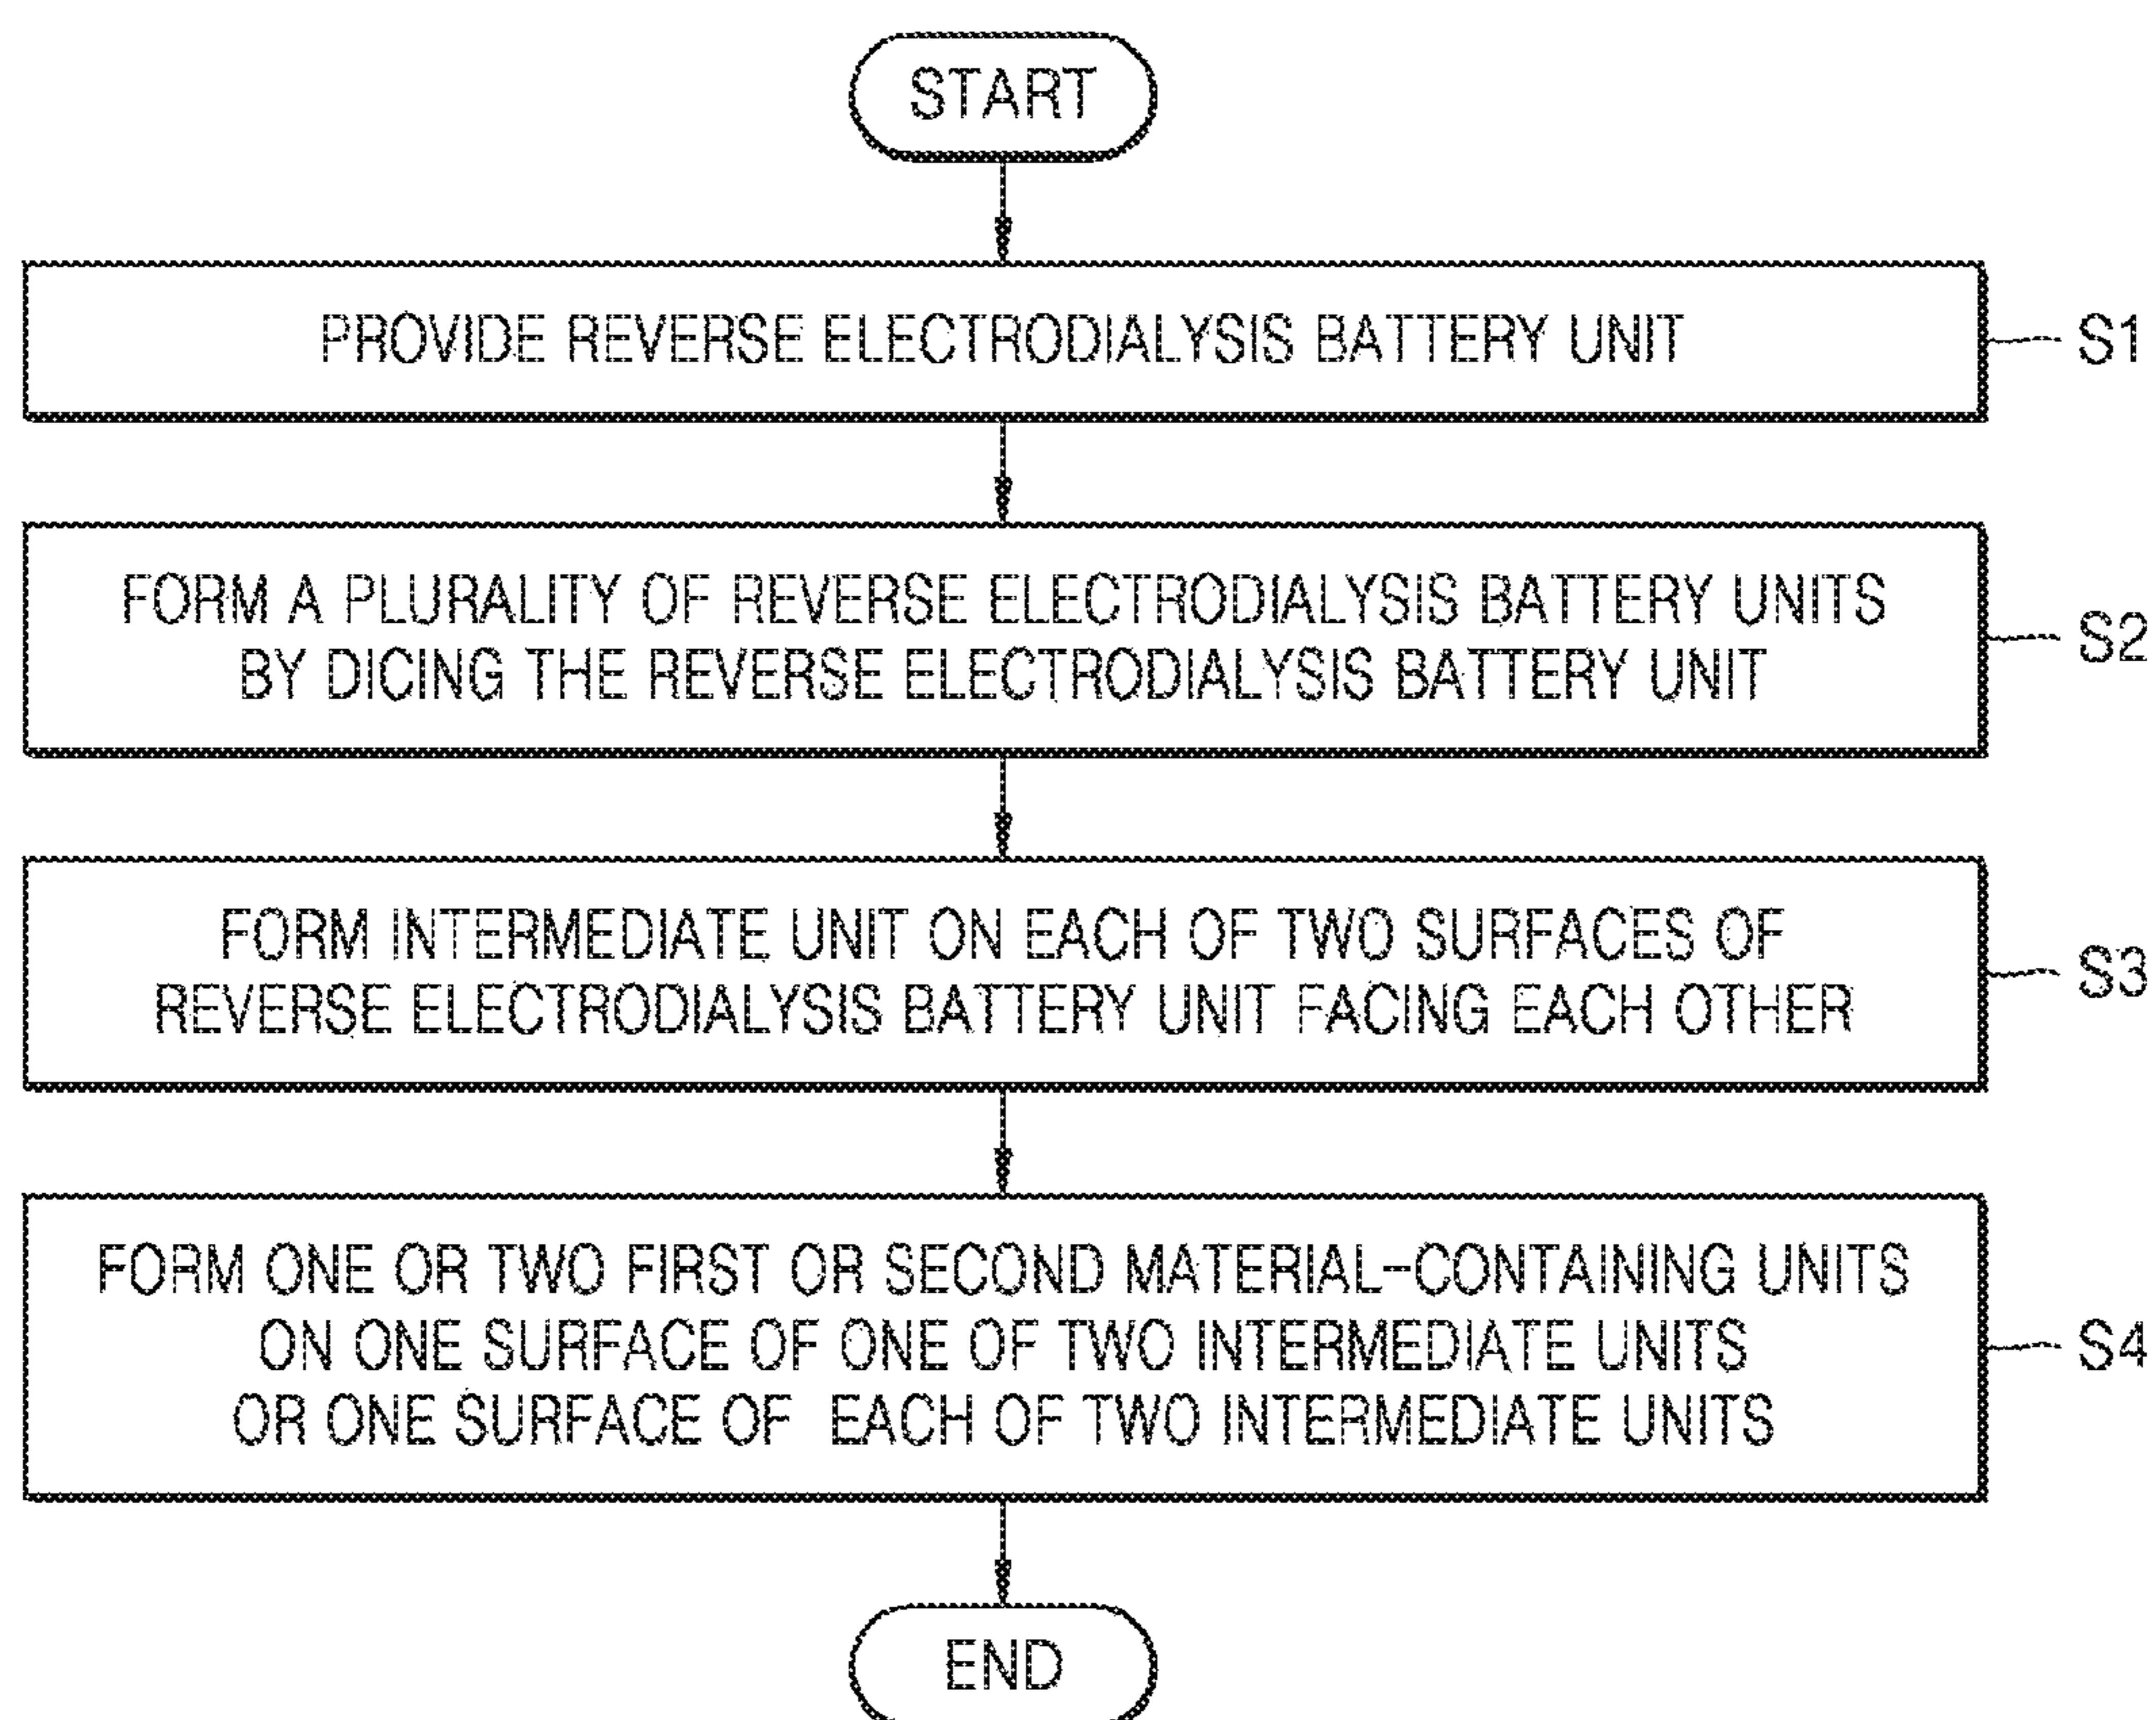 START
PROVIDE REVERSE ELECTRODIALYSIS BATTERY UNIT
S1
FORM A PLURALITY OF REVERSE ELECTRODIALYSIS BATTERY UNITS
BY DICING THE REVERSE ELECTRODIALYSIS BATTERY UNIT
S2
FORM INTERMEDIATE UNIT ON EACH OF TWO SURFACES OF
REVERSE ELECTRODIALYSIS BATTERY UNIT FACING EACH OTHER
S3
FORM ONE OR TWO FIRST OR SECOND MATERIAL-CONTAINING UNITS
ON ONE SURFACE OF ONE OF TWO INTERMEDIATE UNITS
OR ONE SURFACE OF EACH OF TWO INTERMEDIATE UNITS
S4
END